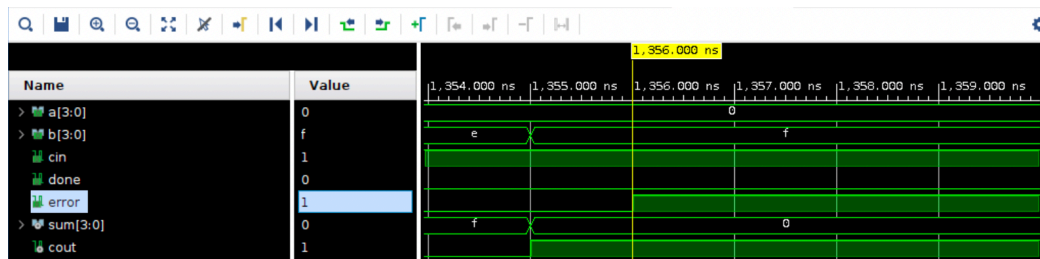 1,356.000 ns
Name Value 1,354.000 ns 1,355.000 ns 1,356.000 ns 1,357.000 ns 1,358.000 ns 1,359.000 ns
a[3:0] 0 0
b[3:0] f e f
cin 1
done 0
error 1
sum[3:0] 0 f 0
cout 1